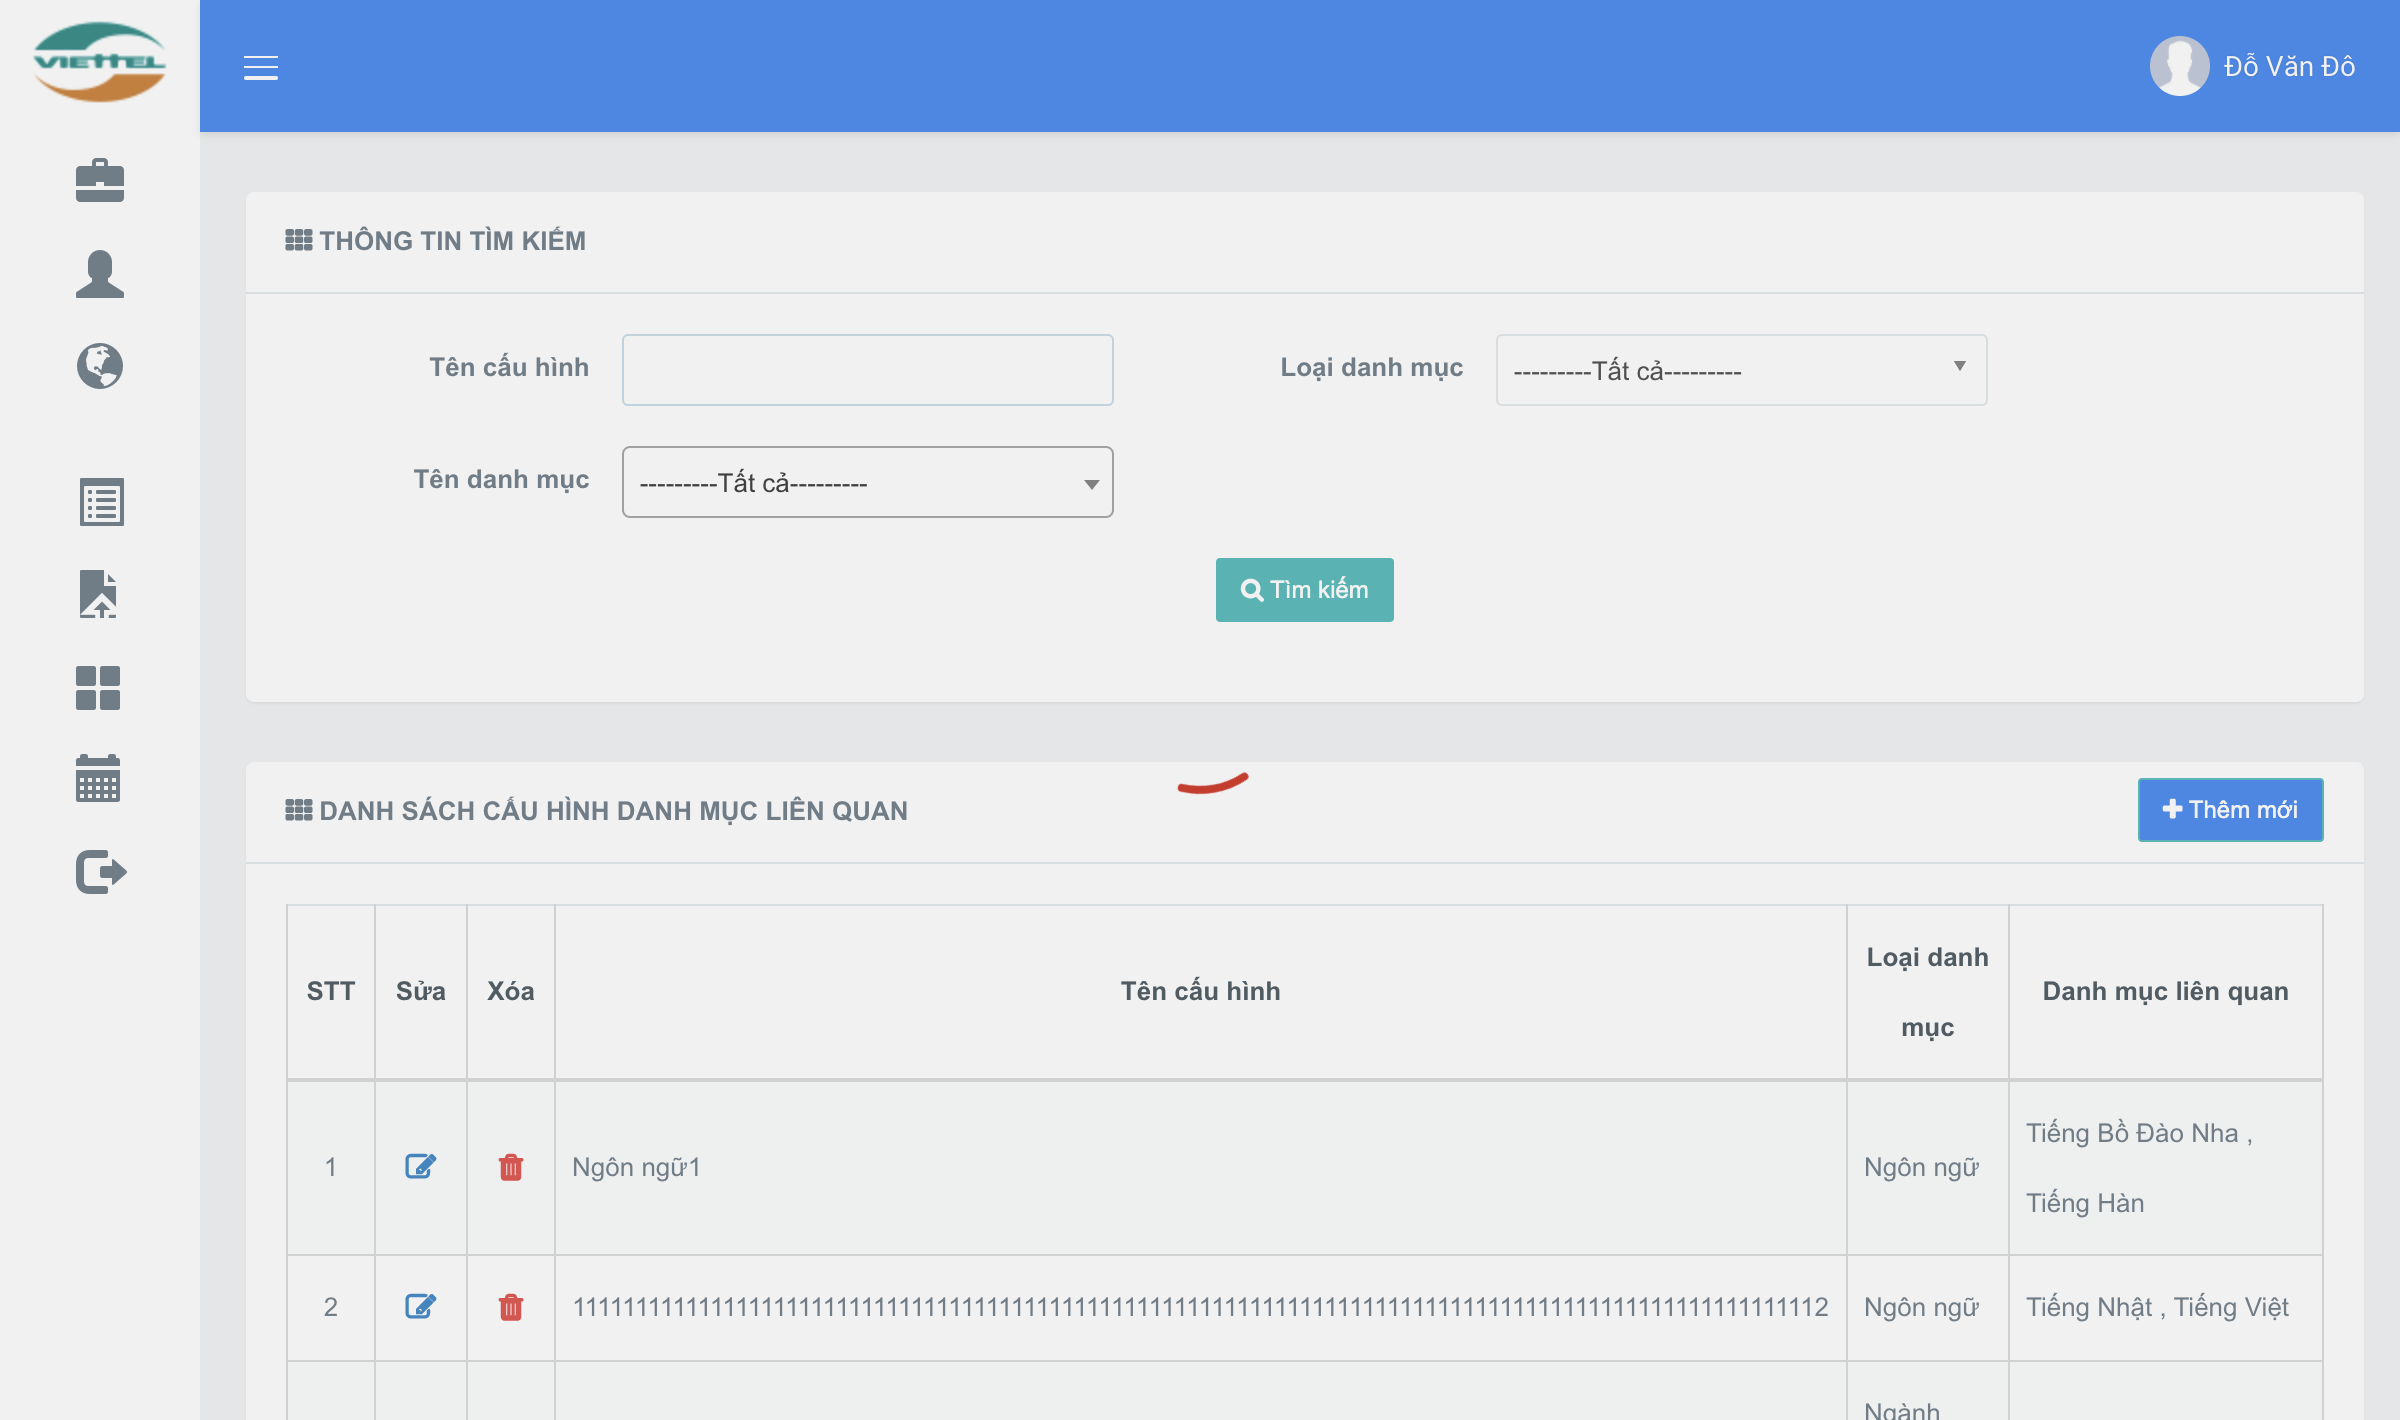 VIETTEL
Đỗ Văn Đô
THÔNG TIN TÌM KIẾM
Tên cấu hình
Loại danh mục
---------Tất cả---------
Tên danh mục
---------Tất cả---------
Tìm kiếm
DANH SÁCH CẤU HÌNH DANH MỤC LIÊN QUAN
Thêm mới
STT Sửa Xóa Tên cấu hình Loại danh mục Danh mục liên quan
1 Ngôn ngữ1 Ngôn ngữ Tiếng Bồ Đào Nha ,
Tiếng Hàn
2 Ngôn ngữ Tiếng Nhật , Tiếng Việt
Ngành